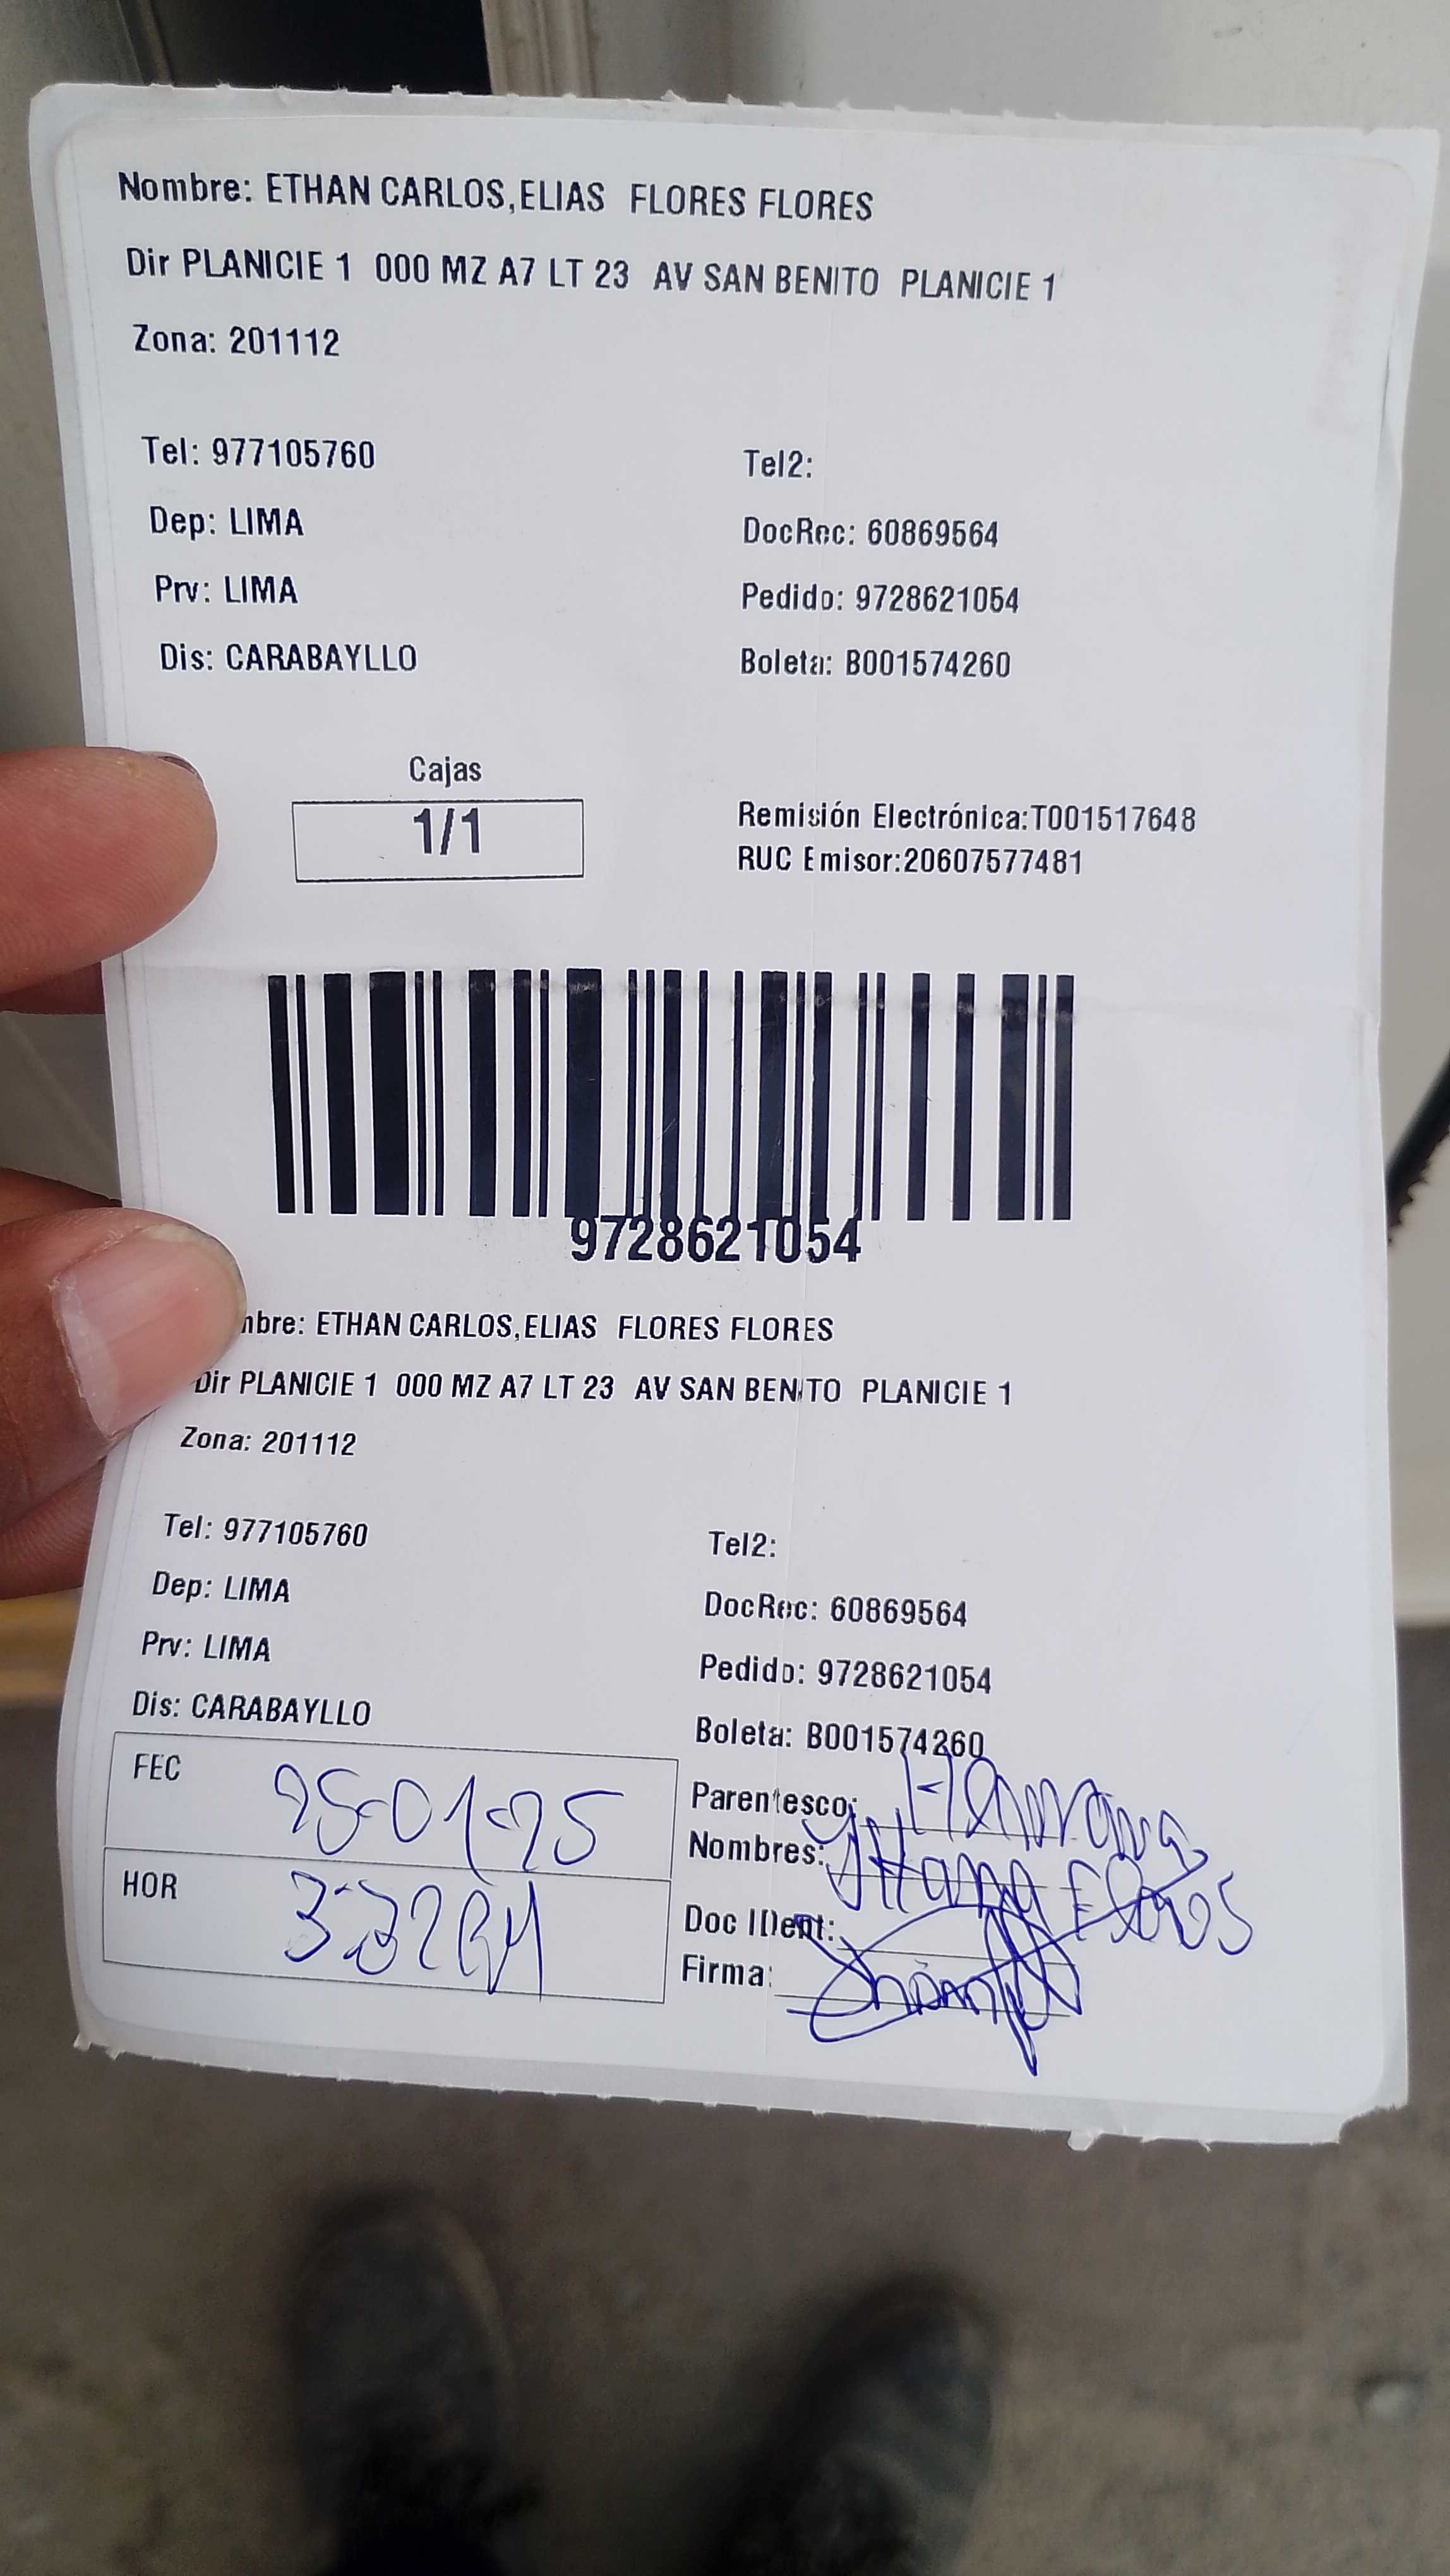 Nombre: ETHAN CARLOS,ELIAS FLORES FLORES
Dir PLANICIE 1 000 MZ A7 LT 23 AV SAN BENITO PLANICIE 1
Zona: 201112
Tel: 977105760 Tel2:
Dep: LIMA DocRec: 60869564
Prv: LIMA Pedido: 9728621054
Dis: CARABAYLLO Boleta: B001574260
Cajas
1/1
Remisión Electrónica:T001517648
RUC Emisor:20607577481
9728621054
mbre: ETHAN CARLOS,ELIAS FLORES FLORES
Dir PLANICIE 1 000 MZ A7 LT 23 AV SAN BENITO PLANICIE 1
Zona: 201112
Tel: 977105760 Tel2:
Dep: LIMA DocRec: 60869564
Prv: LIMA Pedido: 9728621054
Dis: CARABAYLLO Boleta: B001574260
FEC 25-01-25
HOR
Parentesco:
Nombres: Flores
Doc IDent:
Firma: